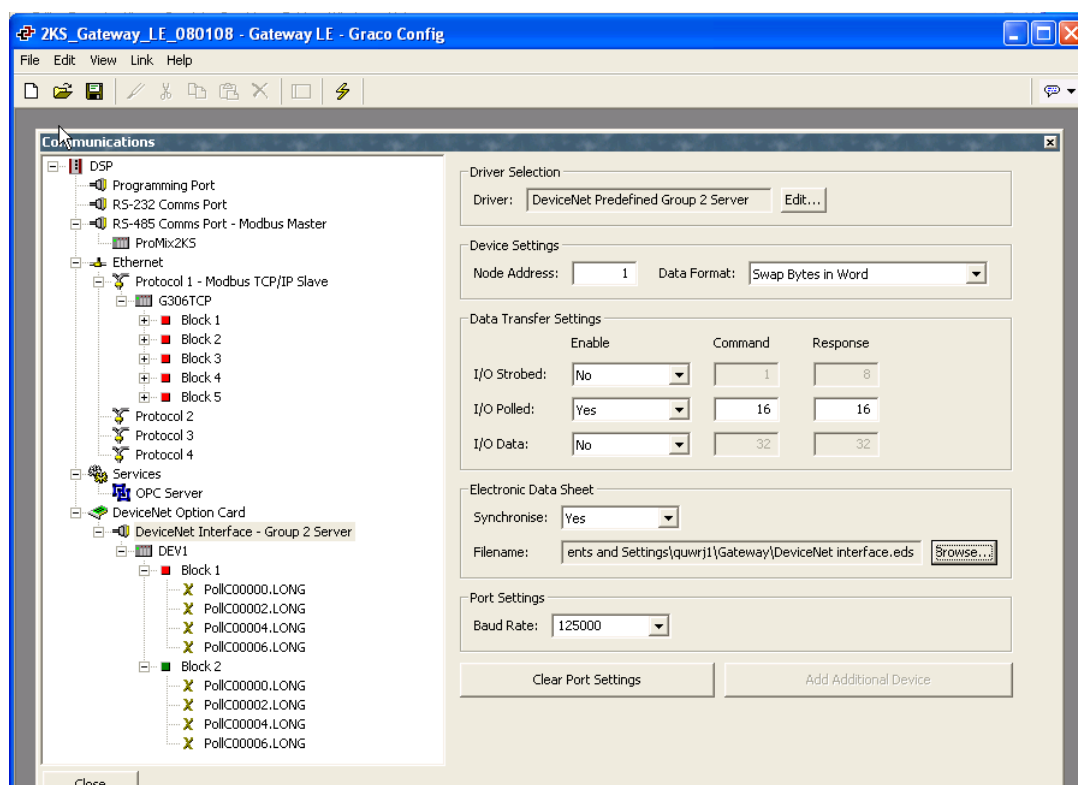 2KS_Gateway_LE_080108 - Gateway LE - Graco Config
File Edit View Link Help
Communications
DSP
Programming Port
RS-232 Comms Port
RS-485 Comms Port - Modbus Master
ProMix2KS
Ethernet
Protocol 1 - Modbus TCP/IP Slave
G306TCP
Block 1
Block 2
Block 3
Block 4
Block 5
Protocol 2
Protocol 3
Protocol 4
Services
OPC Server
DeviceNet Option Card
DeviceNet Interface - Group 2 Server
DEV1
Block 1
PollC00000.LONG
PollC00002.LONG
PollC00004.LONG
PollC00006.LONG
Block 2
PollC00000.LONG
PollC00002.LONG
PollC00004.LONG
PollC00006.LONG
Close
Driver Selection
Driver: DeviceNet Predefined Group 2 Server Edit...
Device Settings
Node Address: 1 Data Format: Swap Bytes in Word
Data Transfer Settings
Enable Command Response
I/O Strobed: No 1 8
I/O Polled: Yes 16 16
I/O Data: No 32 32
Electronic Data Sheet
Synchronise: Yes
Filename: ents and Settings\quwrj1\Gateway\DeviceNet interface.eds Browse...
Port Settings
Baud Rate: 125000
Clear Port Settings Add Additional Device